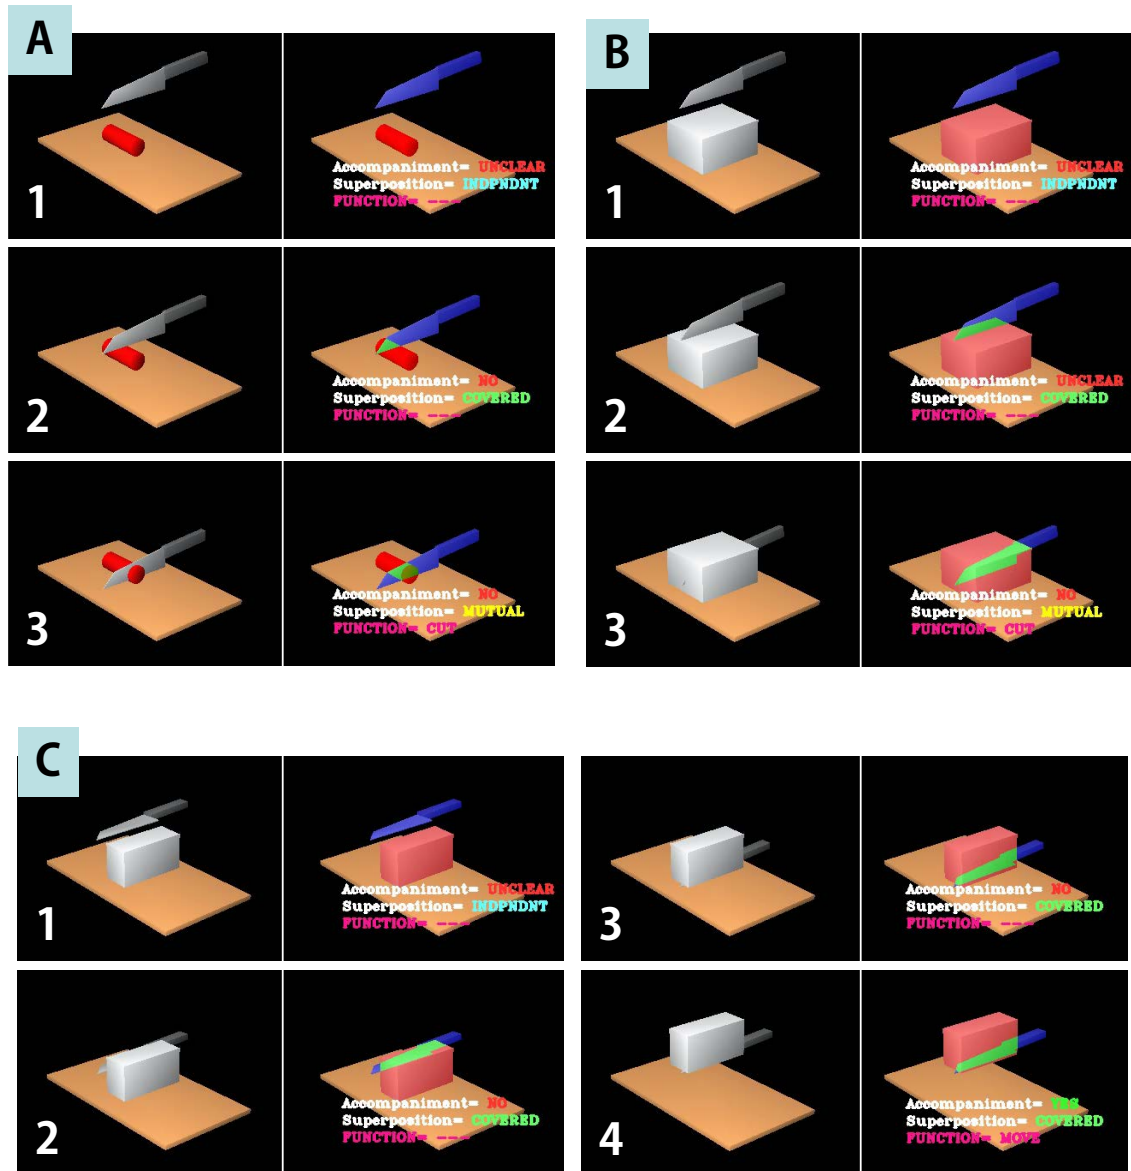 A
1
Accompaniment= UNCLEAR
Superposition= INDPNDNT
FUNCTION= ---
2
Accompaniment= NO
Superposition= COVERED
FUNCTION= ---
3
Accompaniment= NO
Superposition= MUTUAL
FUNCTION= CUT
B
1
Accompaniment= UNCLEAR
Superposition= INDPNDNT
FUNCTION= ---
2
Accompaniment= UNCLEAR
Superposition= COVERED
FUNCTION= ---
3
Accompaniment= NO
Superposition= MUTUAL
FUNCTION= CUT
C
1
Accompaniment= UNCLEAR
Superposition= INDPNDNT
FUNCTION= ---
2
Accompaniment= NO
Superposition= COVERED
FUNCTION= ---
3
Accompaniment= NO
Superposition= COVERED
FUNCTION= ---
4
Accompaniment= YES
Superposition= COVERED
FUNCTION= MOVE